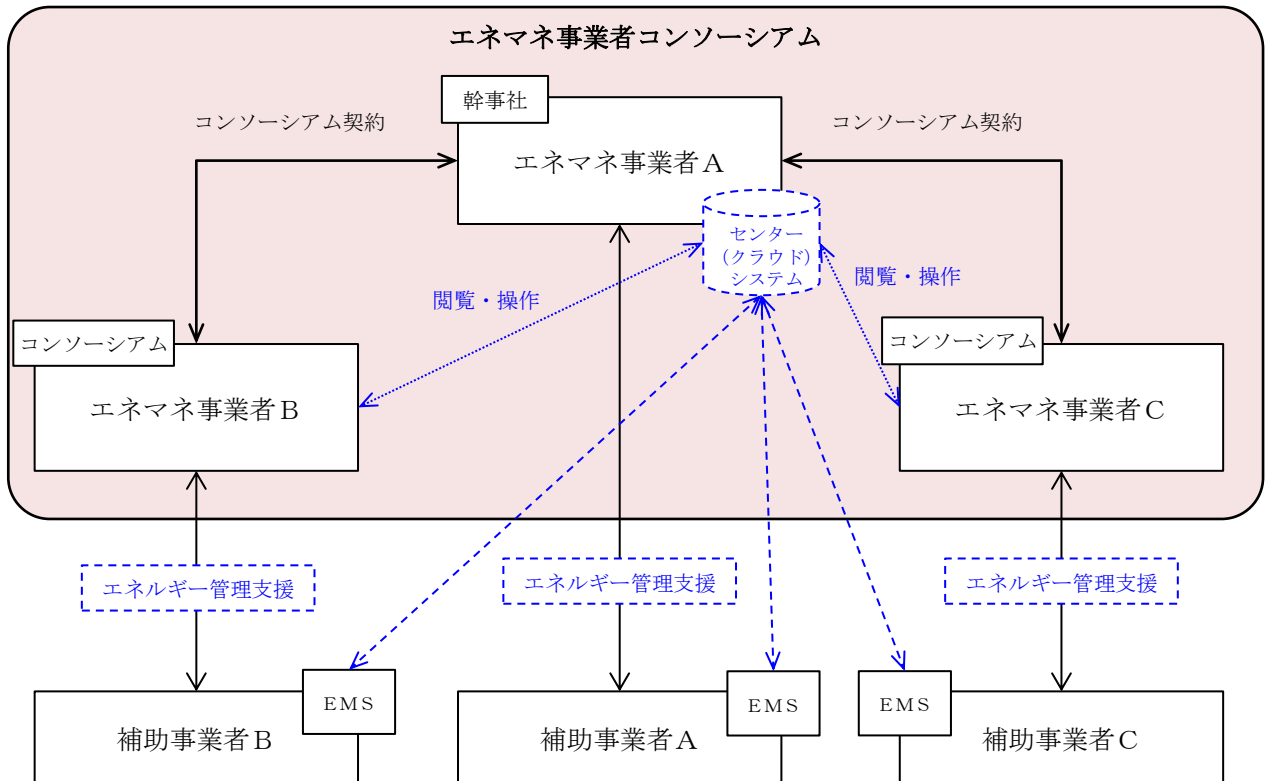 エネマネ事業者コンソーシアム
幹事社
コンソーシアム契約
コンソーシアム契約
エネマネ事業者A
センター
(クラウド)
システム
閲覧・操作
閲覧・操作
コンソーシアム
コンソーシアム
エネマネ事業者B
エネマネ事業者C
エネルギー管理支援
エネルギー管理支援
エネルギー管理支援
EMS
EMS
EMS
補助事業者B
補助事業者A
補助事業者C